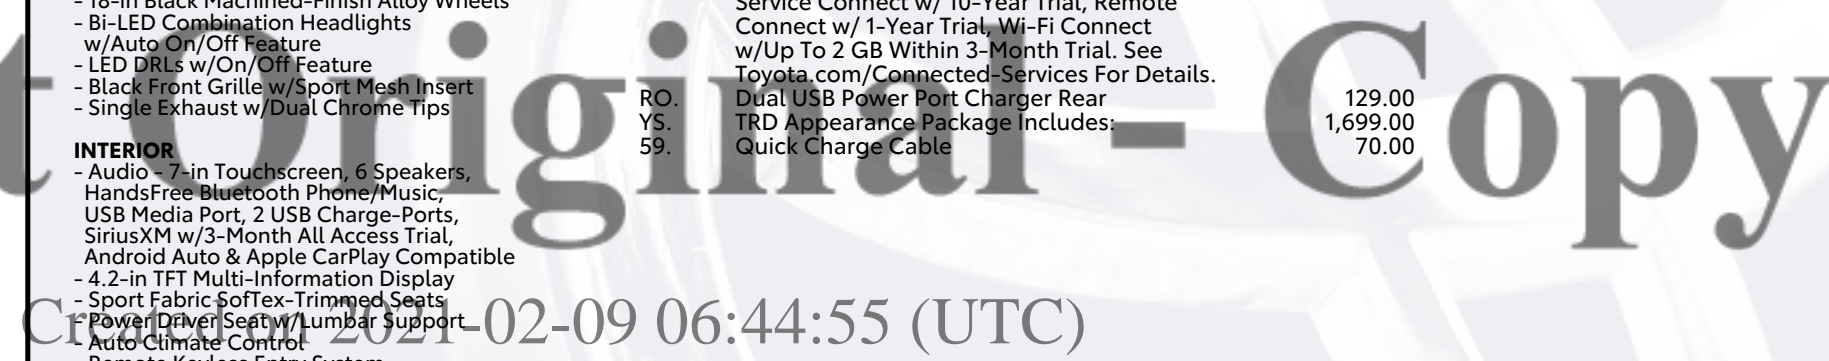 - 18-in Black Machined-Finish Alloy Wheels
- Bi-LED Combination Headlights
w/Auto On/Off Feature
- LED DRLs w/On/Off Feature
- Black Front Grille w/Sport Mesh Insert
- Single Exhaust w/Dual Chrome Tips
INTERIOR
- Audio - 7-in Touchscreen, 6 Speakers,
HandsFree Bluetooth Phone/Music,
USB Media Port, 2 USB Charge-Ports,
SiriusXM w/3-Month All Access Trial,
Android Auto & Apple CarPlay Compatible
- 4.2-in TFT Multi-Information Display
- Sport Fabric SofTex-Trimmed Seats
- Power Driver Seat w/Lumbar Support
- Auto Climate Control
- Remote Keyless Entry System
Service Connect w/ 10-Year Trial, Remote
Connect w/ 1-Year Trial, Wi-Fi Connect
w/Up To 2 GB Within 3-Month Trial. See
Toyota.com/Connected-Services For Details.
RO. Dual USB Power Port Charger Rear 129.00
YS. TRD Appearance Package Includes: 1,699.00
59. Quick Charge Cable 70.00
t Original - Copy
Created on 2021-02-09 06:44:55 (UTC)